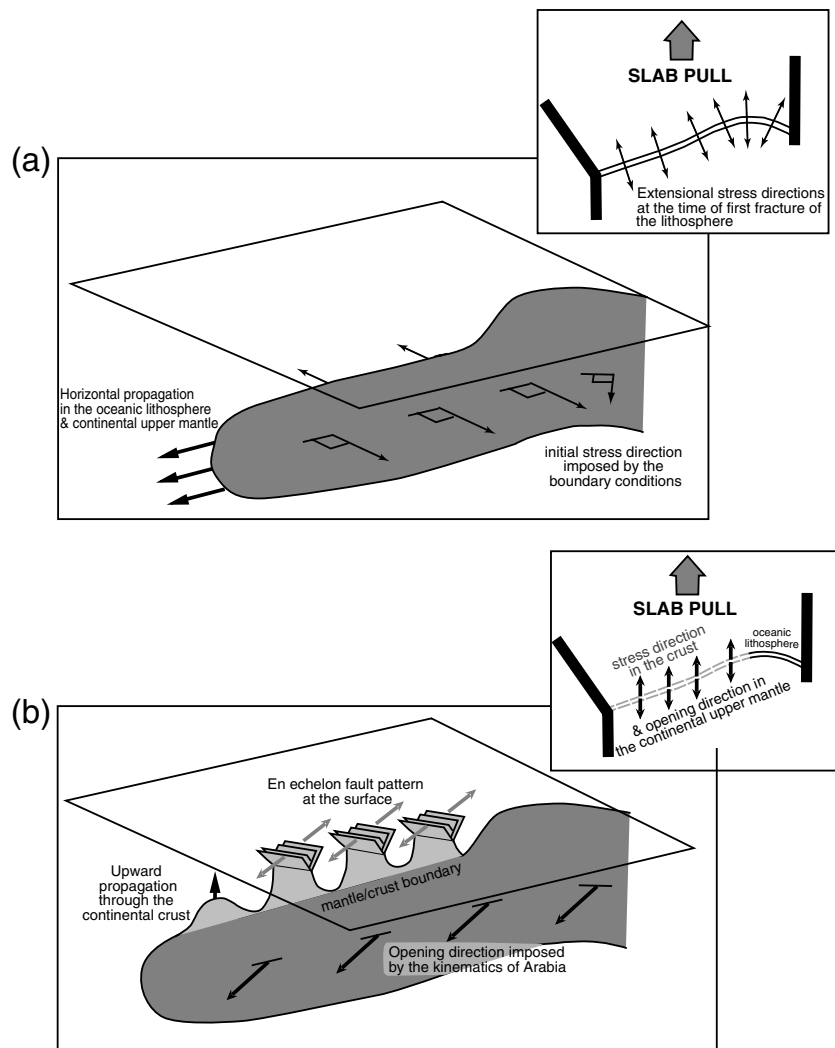 (a)
SLAB PULL
Extensional stress directions
at the time of first fracture of
the lithosphere
Horizontal propagation
in the oceanic lithosphere
& continental upper mantle
initial stress direction
imposed by the
boundary conditions
(b)
SLAB PULL
oceanic
lithosphere
stress direction
in the crust
& opening direction in
the continental upper mantle
En echelon fault pattern
at the surface
Upward
propagation
through the
continental crust
mantle/crust boundary
Opening direction imposed
by the kinematics of Arabia